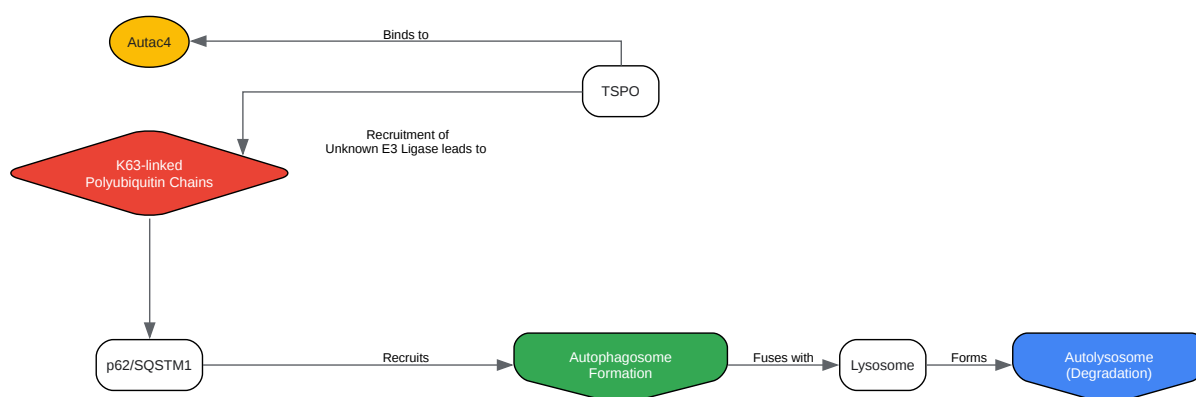 Autac4
Binds to
TSPO
Recruitment of
Unknown E3 Ligase leads to
K63-linked
Polyubiquitin Chains
p62/SQSTM1
Recruits
Autophagosome
Formation
Fuses with
Lysosome
Forms
Autolysosome
(Degradation)